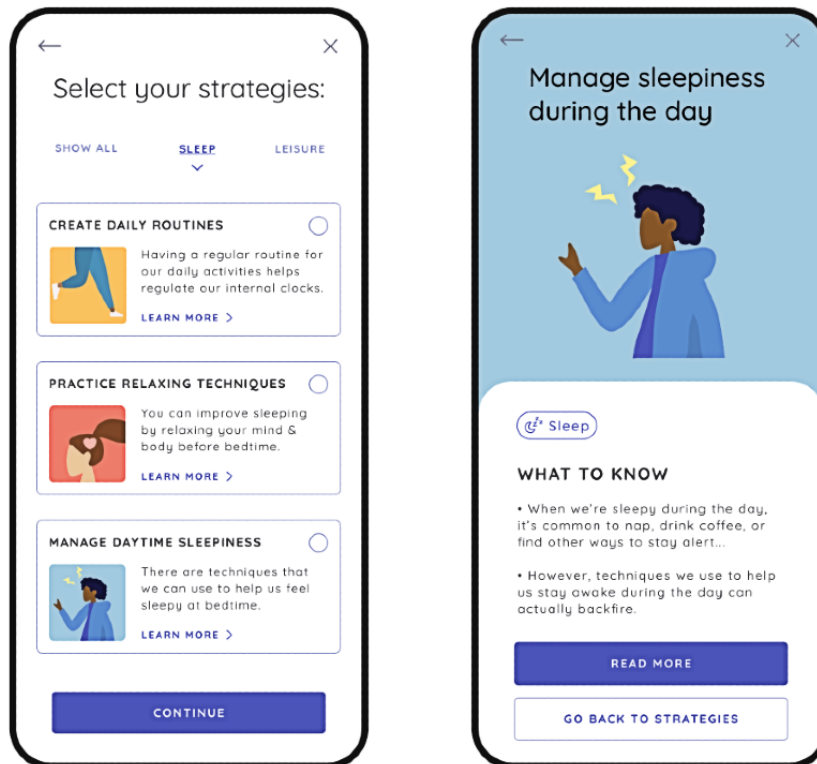 Select your strategies:
SHOW ALL
SLEEP
LEISURE
CREATE DAILY ROUTINES
Having a regular routine for
our daily activities helps
regulate our internal clocks.
LEARN MORE >
PRACTICE RELAXING TECHNIQUES
You can improve sleeping
by relaxing your mind &
body before bedtime.
LEARN MORE >
MANAGE DAYTIME SLEEPINESS
There are techniques that
we can use to help us feel
sleepy at bedtime.
LEARN MORE >
CONTINUE
Manage sleepiness
during the day
zzz Sleep
WHAT TO KNOW
• When we're sleepy during the day,
it's common to nap, drink coffee, or
find other ways to stay alert...
• However, techniques we use to help
us stay awake during the day can
actually backfire.
READ MORE
GO BACK TO STRATEGIES